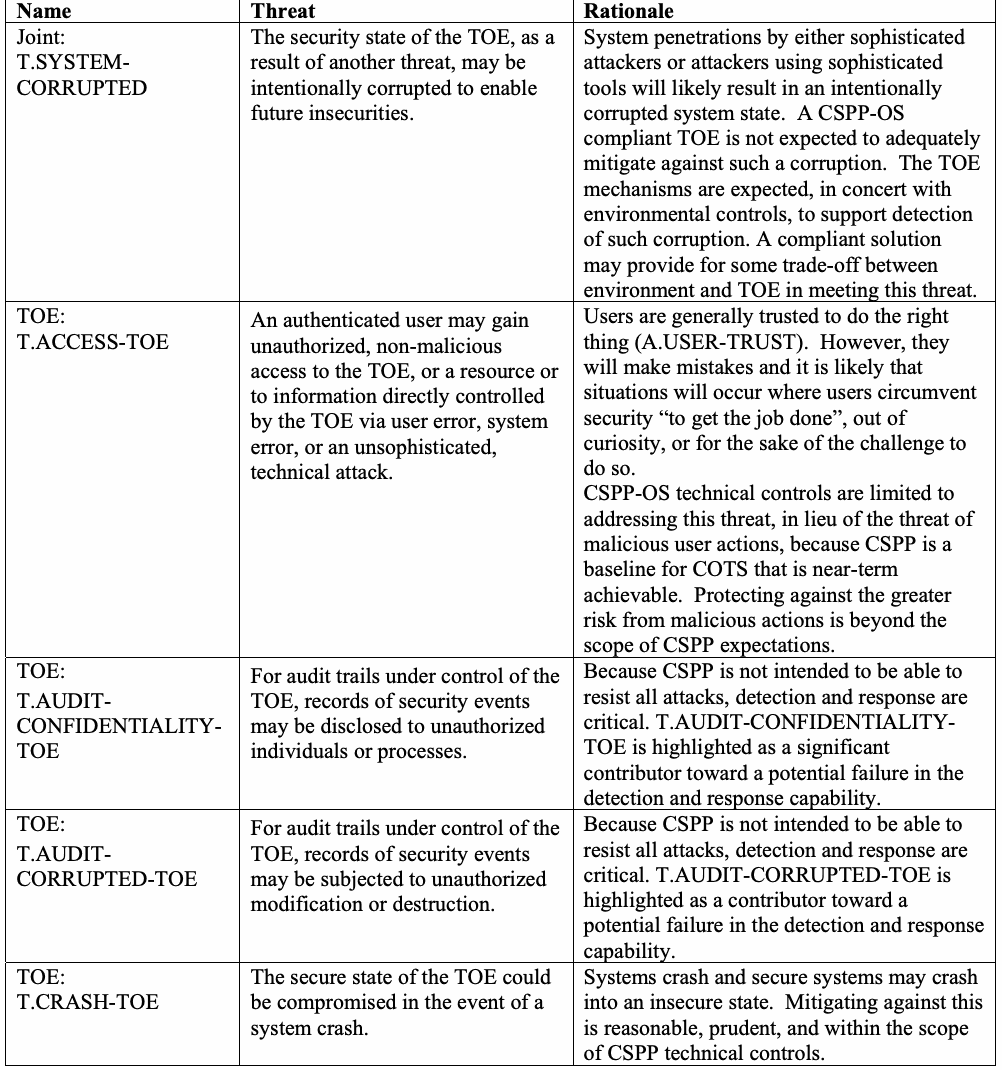 Name
Threat
Rationale
Joint:
T.SYSTEM-
CORRUPTED
The security state of the TOE, as a
result of another threat, may be
intentionally corrupted to enable
future insecurities.
System penetrations by either sophisticated
attackers or attackers using sophisticated
tools will likely result in an intentionally
corrupted system state.  A CSPP-OS
compliant TOE is not expected to adequately
mitigate against such a corruption.  The TOE
mechanisms are expected, in concert with
environmental controls, to support detection
of such corruption. A compliant solution
may provide for some trade-off between
environment and TOE in meeting this threat.
TOE:
T.ACCESS-TOE
An authenticated user may gain
unauthorized, non-malicious
access to the TOE, or a resource or
to information directly controlled
by the TOE via user error, system
error, or an unsophisticated,
technical attack.
Users are generally trusted to do the right
thing (A.USER-TRUST).  However, they
will make mistakes and it is likely that
situations will occur where users circumvent
security “to get the job done”, out of
curiosity, or for the sake of the challenge to
do so.
CSPP-OS technical controls are limited to
addressing this threat, in lieu of the threat of
malicious user actions, because CSPP is a
baseline for COTS that is near-term
achievable.  Protecting against the greater
risk from malicious actions is beyond the
scope of CSPP expectations.
TOE:
T.AUDIT-
CONFIDENTIALITY-
TOE
For audit trails under control of the
TOE, records of security events
may be disclosed to unauthorized
individuals or processes.
Because CSPP is not intended to be able to
resist all attacks, detection and response are
critical. T.AUDIT-CONFIDENTIALITY-
TOE is highlighted as a significant
contributor toward a potential failure in the
detection and response capability.
TOE:
T.AUDIT-
CORRUPTED-TOE
For audit trails under control of the
TOE, records of security events
may be subjected to unauthorized
modification or destruction.
Because CSPP is not intended to be able to
resist all attacks, detection and response are
critical. T.AUDIT-CORRUPTED-TOE is
highlighted as a contributor toward a
potential failure in the detection and response
capability.
TOE:
T.CRASH-TOE
The secure state of the TOE could
be compromised in the event of a
system crash.
Systems crash and secure systems may crash
into an insecure state.  Mitigating against this
is reasonable, prudent, and within the scope
of CSPP technical controls.